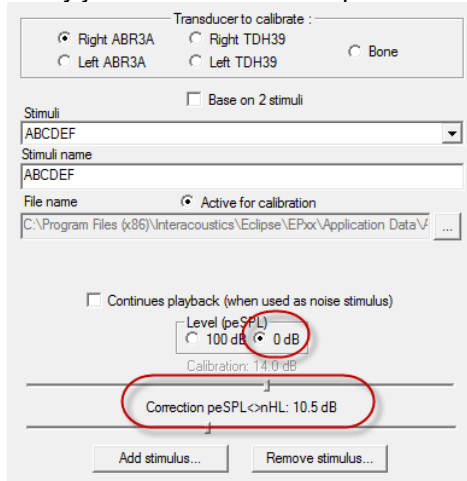 Transducer to calibrate :
Right ABR3A Right TDH39
Bone
Left ABR3A Left TDH39
Base on 2 stimuli
Stimuli
ABCDEF
Stimuli name
ABCDEF
File name Active for calibration
C:\Program Files (x86)\Interacoustics\Eclipse\EPxx\Application Data\ ...
Continues playback (when used as noise stimulus)
Level (peSPL)
100 dB 0 dB
Calibration: 14.0 dB
Correction peSPL<>nHL: 10.5 dB
Add stimulus... Remove stimulus...